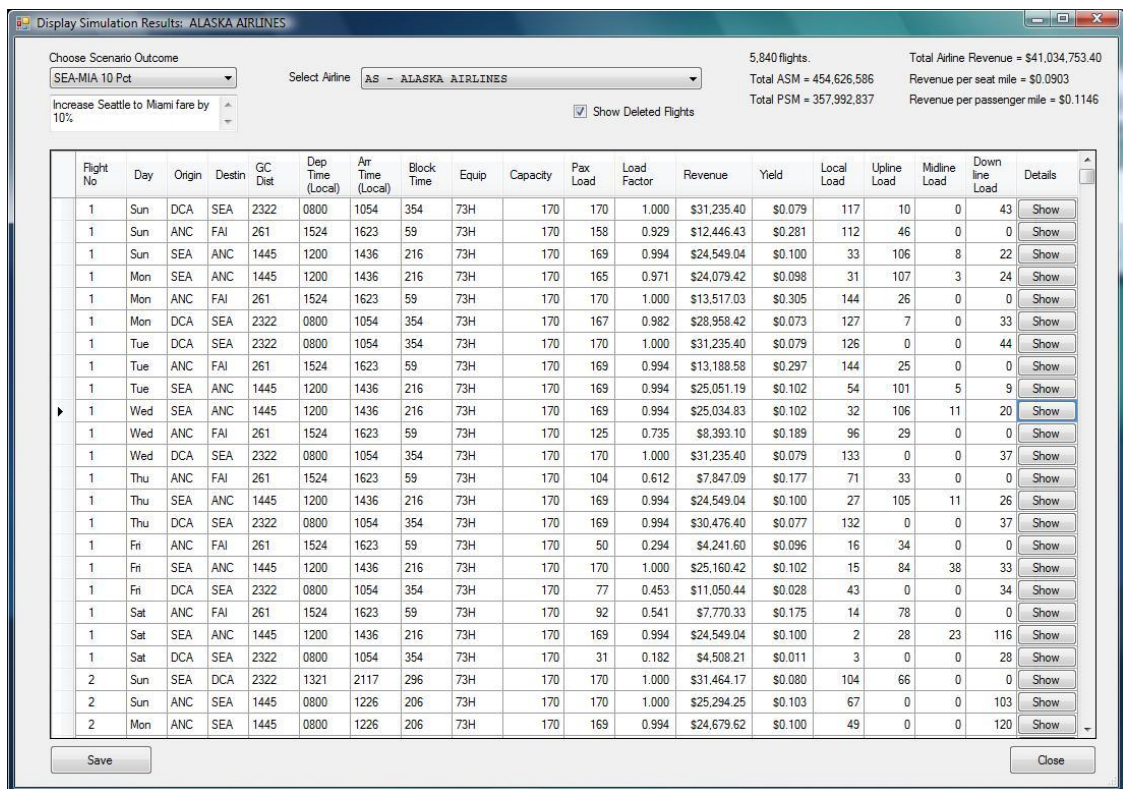 Display Simulation Results: ALASKA AIRLINES
Choose Scenario Outcome
SEA-MIA 10 Pct
Increase Seattle to Miami fare by 10%
Select Airline AS - ALASKA AIRLINES
Show Deleted Flights
5,840 flights.
Total ASM = 454,626,586
Total PSM = 357,992,837
Total Airline Revenue = $41,034,753.40
Revenue per seat mile = $0.0903
Revenue per passenger mile = $0.1146
Flight No Day Origin Destin GC Dist Dep Time (Local) Arr Time (Local) Block Time Equip Capacity Pax Load Load Factor Revenue Yield Local Load Upline Load Midline Load Down line Load Details
1 Sun DCA SEA 2322 0800 1054 354 73H 170 170 1.000 $31,235.40 $0.079 117 10 0 43 Show
1 Sun ANC FAI 261 1524 1623 59 73H 170 158 0.929 $12,446.43 $0.281 112 46 0 0 Show
1 Sun SEA ANC 1445 1200 1436 216 73H 170 169 0.994 $24,549.04 $0.100 33 106 8 22 Show
1 Mon SEA ANC 1445 1200 1436 216 73H 170 165 0.971 $24,079.42 $0.098 31 107 3 24 Show
1 Mon ANC FAI 261 1524 1623 59 73H 170 170 1.000 $13,517.03 $0.305 144 26 0 0 Show
1 Mon DCA SEA 2322 0800 1054 354 73H 170 167 0.982 $28,958.42 $0.073 127 7 0 33 Show
1 Tue DCA SEA 2322 0800 1054 354 73H 170 170 1.000 $31,235.40 $0.079 126 0 0 44 Show
1 Tue ANC FAI 261 1524 1623 59 73H 170 169 0.994 $13,188.58 $0.297 144 25 0 0 Show
1 Tue SEA ANC 1445 1200 1436 216 73H 170 169 0.994 $25,051.19 $0.102 54 101 5 9 Show
1 Wed SEA ANC 1445 1200 1436 216 73H 170 169 0.994 $25,034.83 $0.102 32 106 11 20 Show
1 Wed ANC FAI 261 1524 1623 59 73H 170 125 0.735 $8,393.10 $0.189 96 29 0 0 Show
1 Wed DCA SEA 2322 0800 1054 354 73H 170 170 1.000 $31,235.40 $0.079 133 0 0 37 Show
1 Thu ANC FAI 261 1524 1623 59 73H 170 104 0.612 $7,847.09 $0.177 71 33 0 0 Show
1 Thu SEA ANC 1445 1200 1436 216 73H 170 169 0.994 $24,549.04 $0.100 27 105 11 26 Show
1 Thu DCA SEA 2322 0800 1054 354 73H 170 169 0.994 $30,476.40 $0.077 132 0 0 37 Show
1 Fri ANC FAI 261 1524 1623 59 73H 170 50 0.294 $4,241.60 $0.096 16 34 0 0 Show
1 Fri SEA ANC 1445 1200 1436 216 73H 170 170 1.000 $25,160.42 $0.102 15 84 38 33 Show
1 Fri DCA SEA 2322 0800 1054 354 73H 170 77 0.453 $11,050.44 $0.028 43 0 0 34 Show
1 Sat ANC FAI 261 1524 1623 59 73H 170 92 0.541 $7,770.33 $0.175 14 78 0 0 Show
1 Sat SEA ANC 1445 1200 1436 216 73H 170 169 0.994 $24,549.04 $0.100 2 28 23 116 Show
1 Sat DCA SEA 2322 0800 1054 354 73H 170 31 0.182 $4,508.21 $0.011 3 0 0 28 Show
2 Sun SEA DCA 2322 1321 2117 296 73H 170 170 1.000 $31,464.17 $0.080 104 66 0 0 Show
2 Sun ANC SEA 1445 0800 1226 206 73H 170 170 1.000 $25,294.25 $0.103 67 0 0 103 Show
2 Mon ANC SEA 1445 0800 1226 206 73H 170 169 0.994 $24,679.62 $0.100 49 0 0 120 Show
Save
Close